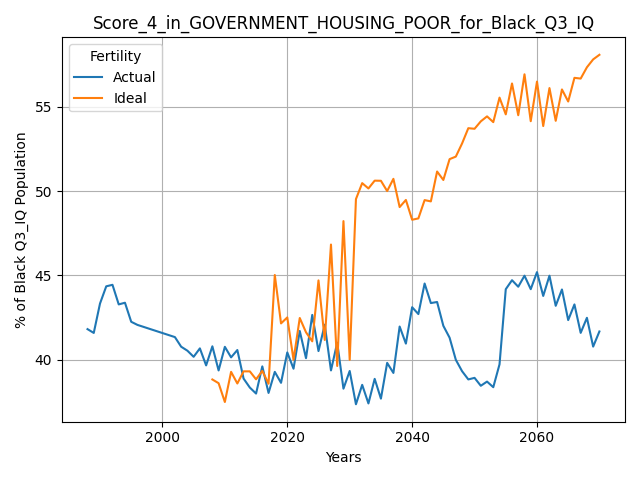 Score_4_in_GOVERNMENT_HOUSING_POOR_for_Black_Q3_IQ
Fertility
Actual
Ideal
% of Black Q3_IQ Population
55
50
45
40
2000
2020
2040
2060
Years